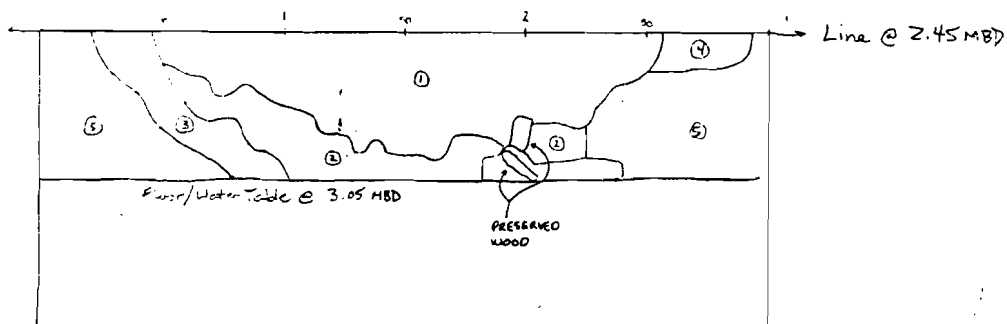 1
2
Line @ 2.45 MBD
④
①
③
⑤
⑤
②
②
Floor/Water Table @ 3.05 MBD
PRESERVED
WOOD